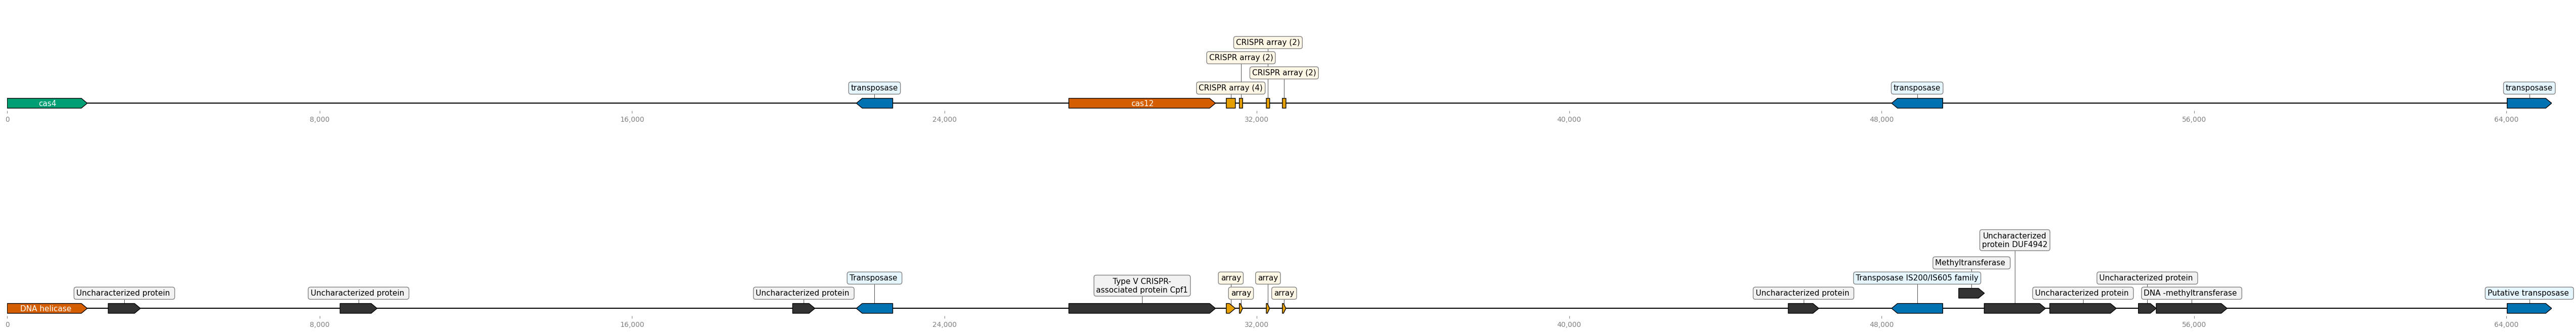 CRISPR array (2)
CRISPR array (2)
CRISPR array (2)
transposase
CRISPR array (4)
transposase
transposase
cas4
cas12
0
8,000
16,000
24,000
32,000
40,000
48,000
56,000
64,000
Uncharacterized
protein DUF4942
Methyltransferase
Transposase
Type V CRISPR-
associated protein Cpf1
array
array
Transposase IS200/IS605 family
Uncharacterized protein
Uncharacterized protein
Uncharacterized protein
Uncharacterized protein
array
array
Uncharacterized protein
Uncharacterized protein
DNA -methyltransferase
Putative transposase
DNA helicase
0
8,000
16,000
24,000
32,000
40,000
48,000
56,000
64,000